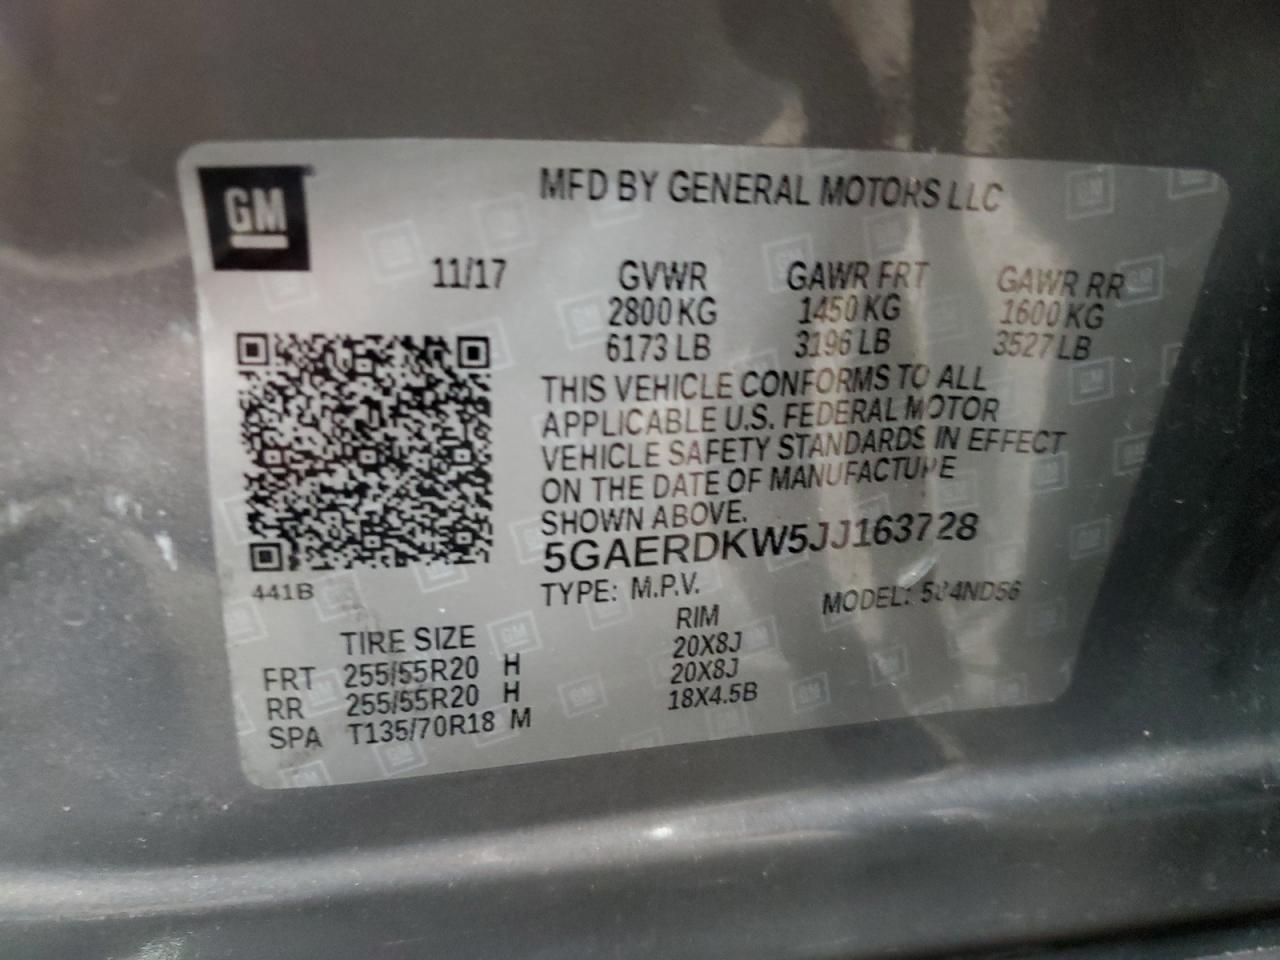 GM
MFD BY GENERAL MOTORS LLC
11/17 GVWR GAWR FRT GAWR RR
2800 KG 1450 KG 1600 KG
6173 LB 3196 LB 3527 LB
THIS VEHICLE CONFORMS TO ALL
APPLICABLE U.S. FEDERAL MOTOR
VEHICLE SAFETY STANDARDS IN EFFECT
ON THE DATE OF MANUFACTURE
SHOWN ABOVE.
5GAERDKW5JJ163728
441B
TYPE: M.P.V. MODEL:
TIRE SIZE RIM
FRT 255/55R20 H 20X8J
RR 255/55R20 H 20X8J
SPA T135/70R18 M 18X4.5B